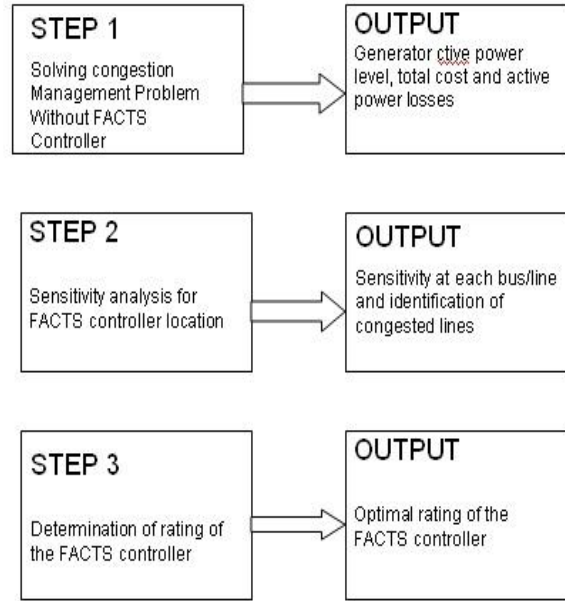 STEP 1
Solving congestion
Management Problem
Without FACTS
Controller
OUTPUT
Generator ctive power
level, total cost and active
power losses
STEP 2
Sensitivity analysis for
FACTS controller location
OUTPUT
Sensitivity at each bus/line
and identification of
congested lines
STEP 3
Determination of rating of
the FACTS controller
OUTPUT
Optimal rating of the
FACTS controller